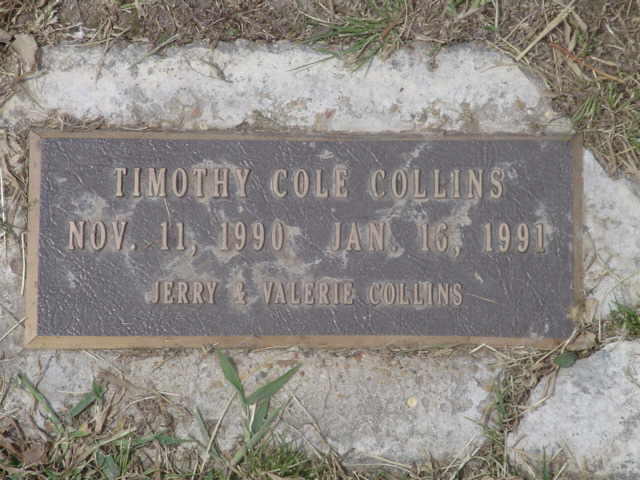 TIMOTHY COLE COLLINS
NOV. 11, 1990 JAN. 16, 1991
JERRY & VALERIE COLLINS